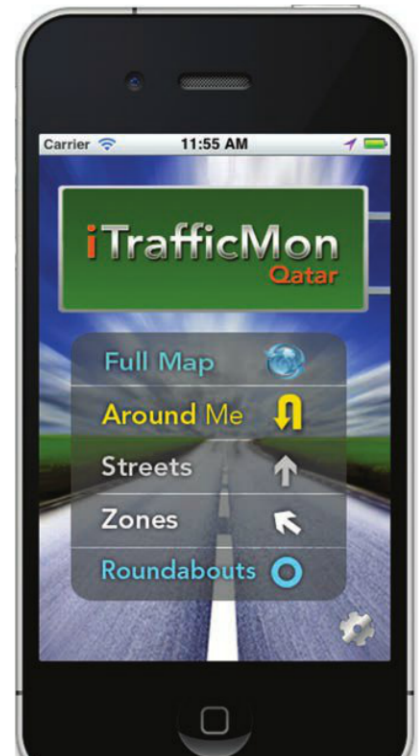 Carrier 11:55 AM
iTrafficMon
Qatar
Full Map
Around Me
Streets
Zones
Roundabouts